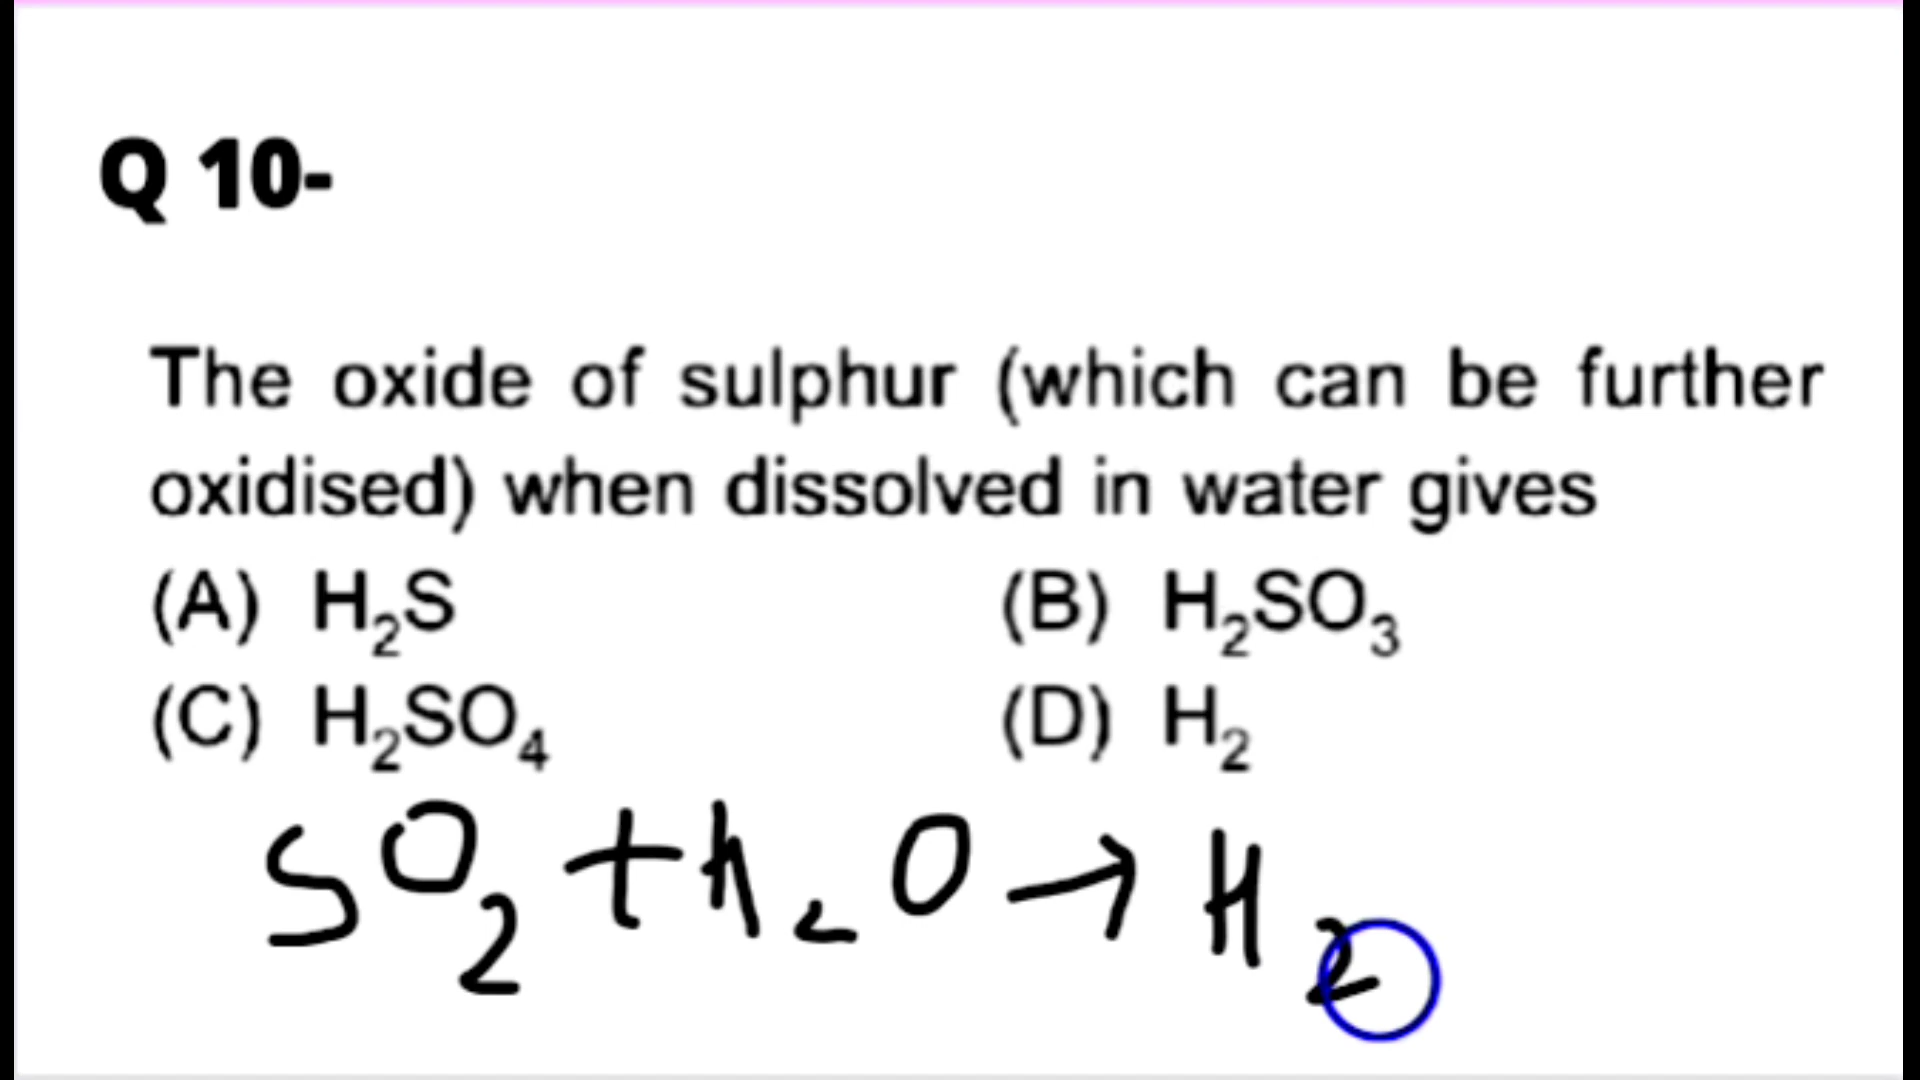 Q 10-
The oxide of sulphur (which can be further
oxidised) when dissolved in water gives
(A) H₂S (B) H₂SO₃
(C) H₂SO₄ (D) H₂
SO₂ + h₂O → H₂